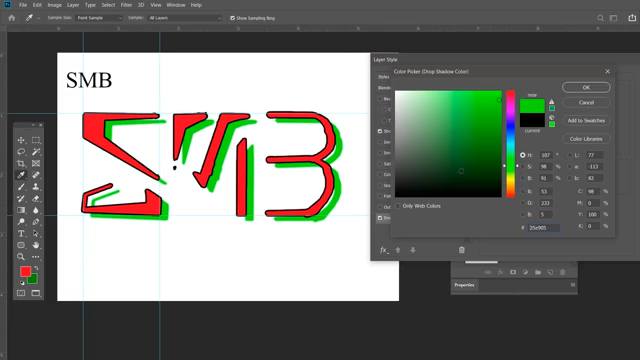 File Edit Image Layer Type Select Filter 3D View Window Help
Sample Size: Point Sample Sample: All Layers Show Sampling Ring
SMB
SMB
Layer Style
Color Picker (Drop Shadow Color)
new
current
OK
Cancel
Add to Swatches
Color Libraries
H: 107 ° L: 77
S: 98 % a: -113
B: 91 % b: 82
R: 53 C: 98 %
G: 233 M: 0 %
B: 5 Y: 100 %
# 35e905 K: 0 %
Only Web Colors
fx
Properties